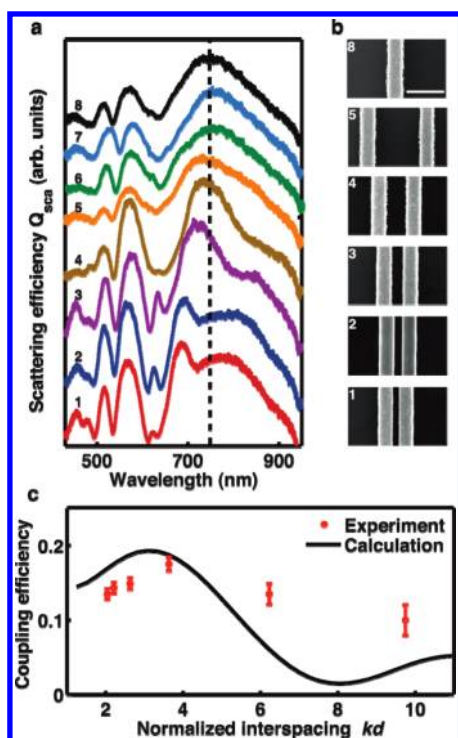 a
b
Scattering efficiency Q_sca (arb. units)
8
7
6
5
4
3
2
1
500
700
900
Wavelength (nm)
8
5
4
3
2
1
c
Coupling efficiency
0.2
0.1
0
Experiment
Calculation
2
4
6
8
10
Normalized interspacing kd